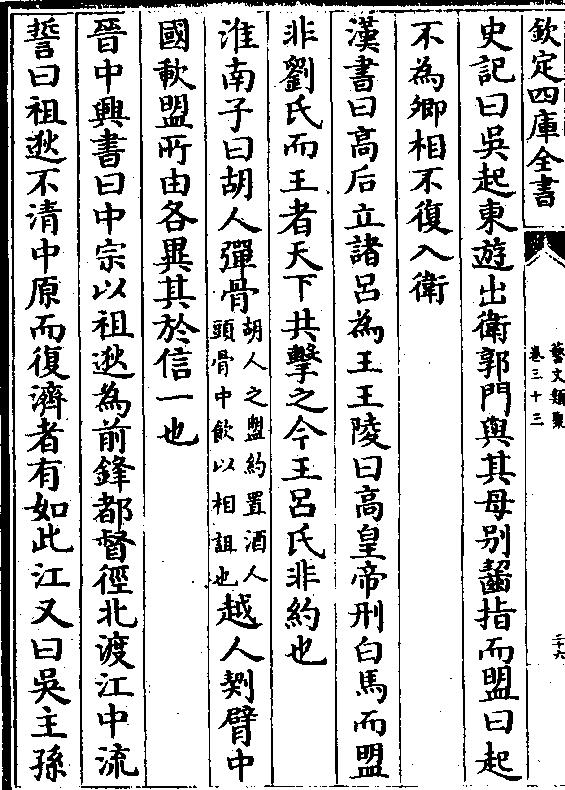 欽定四庫全書
藝文類聚
卷三十三
二十六
史記曰吳起東遊出衛郭門與其母别齧指而盟曰起
不為卿相不復入衛
漢書曰高后立諸呂為王王陵曰高皇帝刑白馬而盟
非劉氏而王者天下共擊之今王呂氏非約也
淮南子曰胡人彈骨胡人之盟約置酒人頭骨中飲以相詛也越人剺臂中
國歃盟所由各異其於信一也
晉中興書曰中宗以祖逖為前鋒都督徑北渡江中流
誓曰祖逖不清中原而復濟者有如此江又曰吳主孫